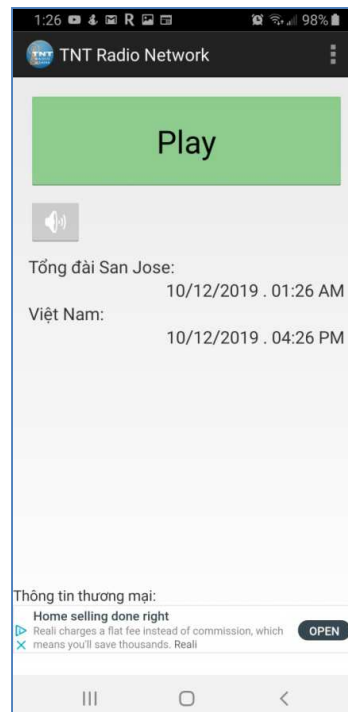 1:26 R 98%
TNT Radio Network
Play
Tổng đài San Jose:
10/12/2019 . 01:26 AM
Việt Nam:
10/12/2019 . 04:26 PM
Thông tin thương mại:
Home selling done right
Reali charges a flat fee instead of commission, which
means you'll save thousands. Reali
OPEN